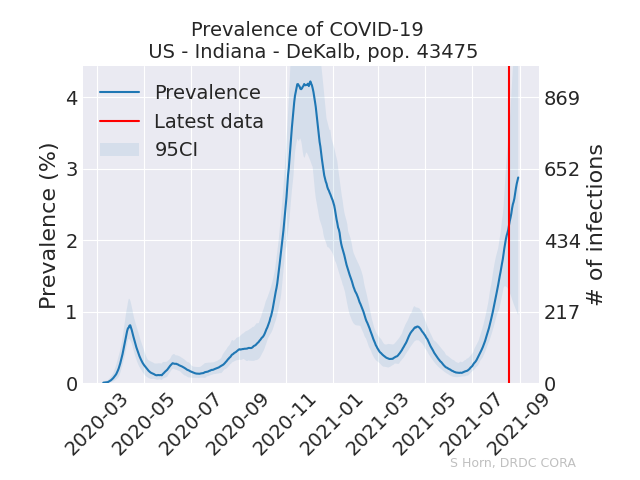 Prevalence of COVID-19
US - Indiana - DeKalb, pop. 43475
Prevalence
Latest data
95CI
Prevalence (%)
4
3
2
1
0
869
652
434
217
0
# of infections
2020-03
2020-05
2020-07
2020-09
2020-11
2021-01
2021-03
2021-05
2021-07
2021-09
S Horn, DRDC CORA